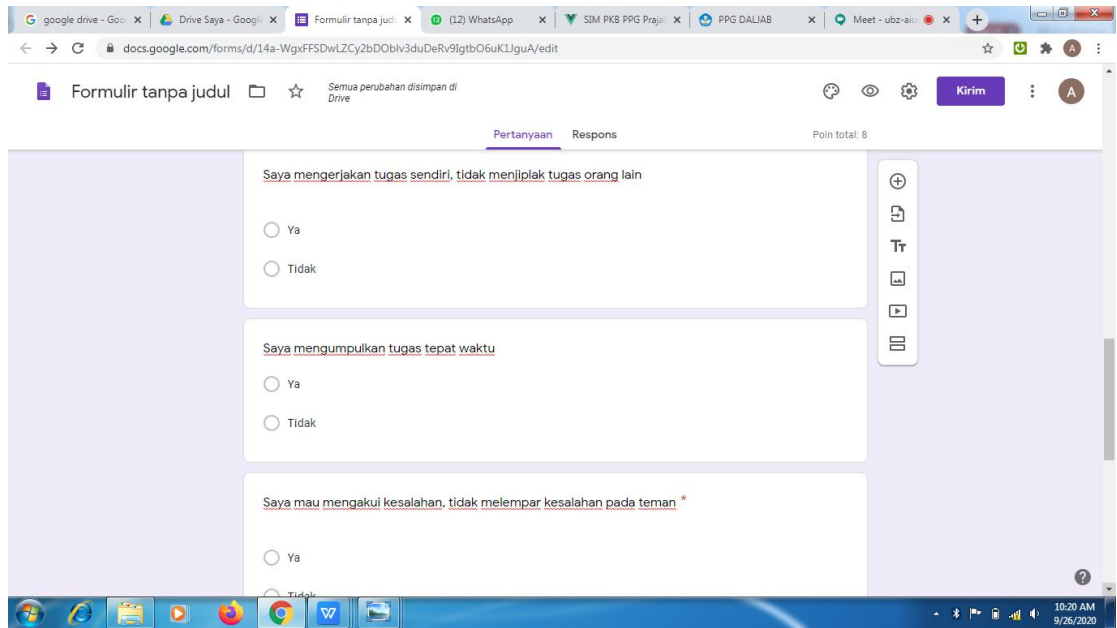 google drive - Goo
Drive Saya - Googl
Formulir tanpa judu
(12) WhatsApp
SIM PKB PPG Praja
PPG DALJAB
Meet - ubz-aiu
docs.google.com/forms/d/14a-WgxFFSDwLZCy2bDOblv3duDeRv9IgtbO6uK1JguA/edit
A
Formulir tanpa judul
Semua perubahan disimpan di
Drive
Kirim
A
Pertanyaan Respons
Poin total: 8
Saya mengerjakan tugas sendiri, tidak menjiplak tugas orang lain
Ya
Tidak
Saya mengumpulkan tugas tepat waktu
Ya
Tidak
Saya mau mengakui kesalahan, tidak melempar kesalahan pada teman *
Ya
Tidak
10:20 AM
9/26/2020